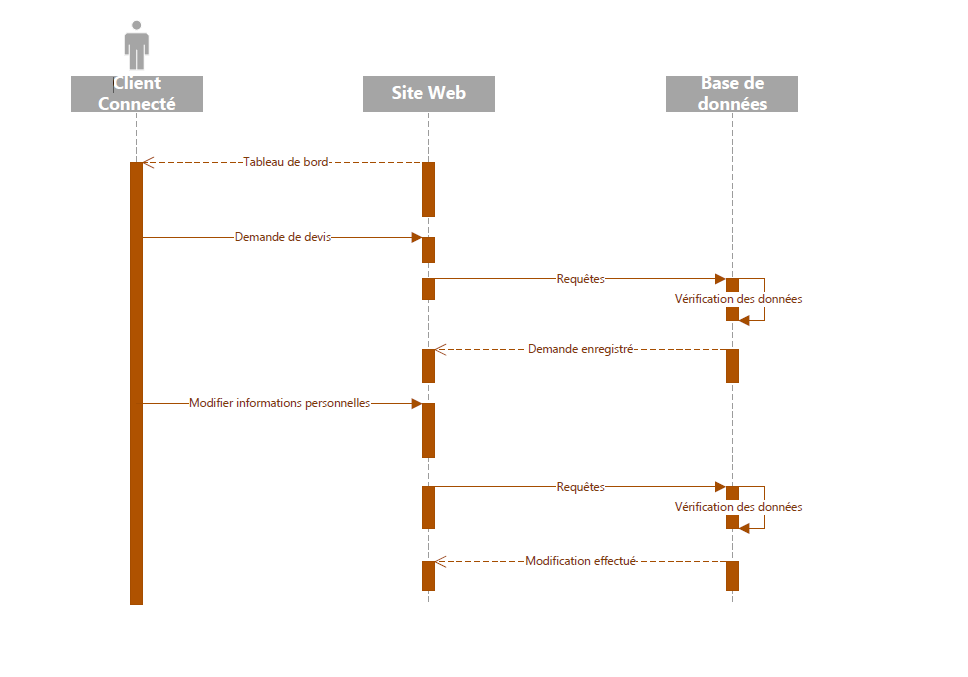 Client
Connecté
Site Web
Base de
données
Tableau de bord
Demande de devis
Requêtes
Vérification des données
Demande enregistré
Modifier informations personnelles
Requêtes
Vérification des données
Modification effectué